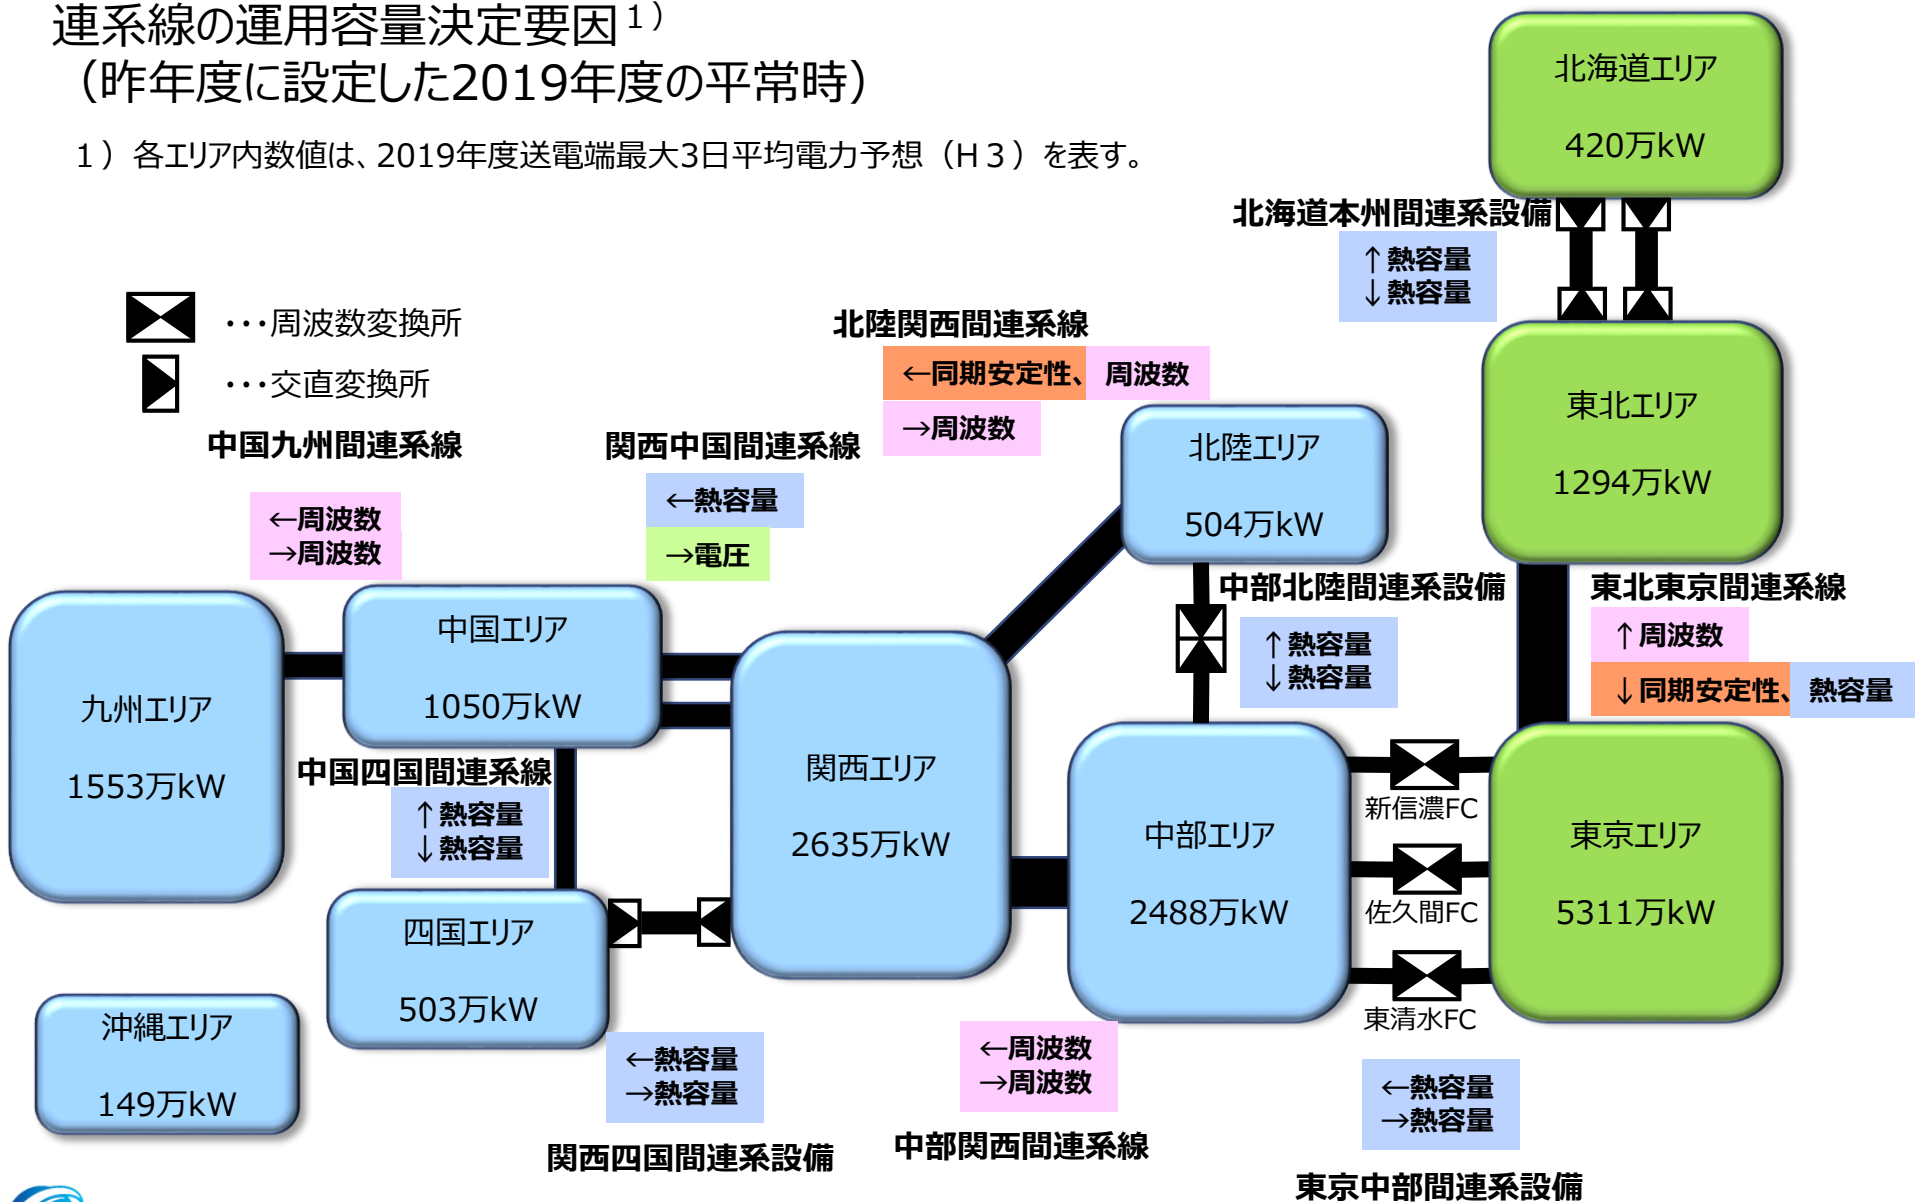 連系線の運用容量決定要因１）
（昨年度に設定した2019年度の平常時）
１）各エリア内数値は、2019年度送電端最大3日平均電力予想（H３）を表す。
北海道エリア
420万kW
北海道本州間連系設備
↑熱容量
↓熱容量
・・・周波数変換所
・・・交直変換所
北陸関西間連系線
←同期安定性、周波数
→周波数
中国九州間連系線
←周波数
→周波数
関西中国間連系線
←熱容量
→電圧
北陸エリア
504万kW
東北エリア
1294万kW
中部北陸間連系設備
↑熱容量
↓熱容量
東北東京間連系線
↑周波数
↓同期安定性、熱容量
九州エリア
1553万kW
中国エリア
1050万kW
中国四国間連系線
↑熱容量
↓熱容量
関西エリア
2635万kW
中部エリア
2488万kW
新信濃FC
佐久間FC
東清水FC
東京エリア
5311万kW
四国エリア
503万kW
沖縄エリア
149万kW
←熱容量
→熱容量
関西四国間連系設備
←周波数
→周波数
中部関西間連系線
←熱容量
→熱容量
東京中部間連系設備